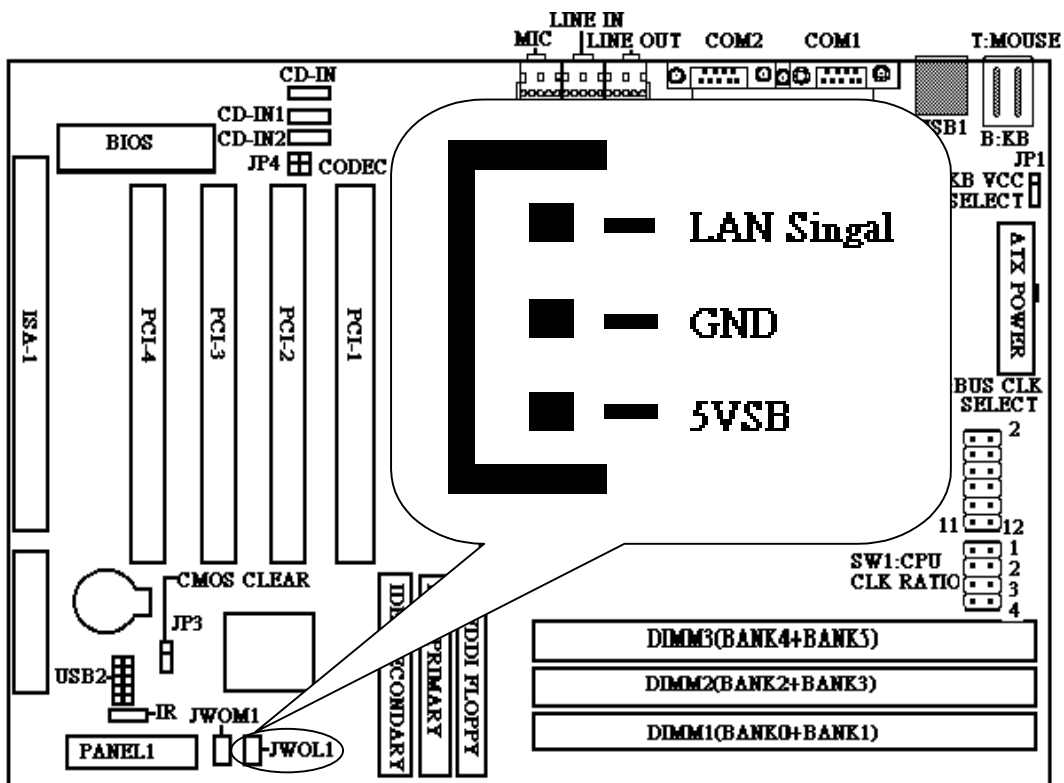 LINE IN
MIC
LINE OUT
COM2
COM1
T:MOUSE
CD-IN
CD-IN1
CD-IN2
BIOS
JP4
CODEC
B:KB
JP1
KB VCC
SELECT
LAN Singal
GND
5VSB
ATX POWER
ISA-1
PCI-4
PCI-3
PCI-2
PCI-1
BUS CLK
SELECT
2
11
12
SW1:CPU
CLK RATIO
1
2
3
4
CMOS CLEAR
JP3
USB2
IR
JWOM1
PANEL1
JWOL1
PRIMARY
FLOPPY
DIMM3(BANK4+BANK5)
DIMM2(BANK2+BANK3)
DIMM1(BANK0+BANK1)